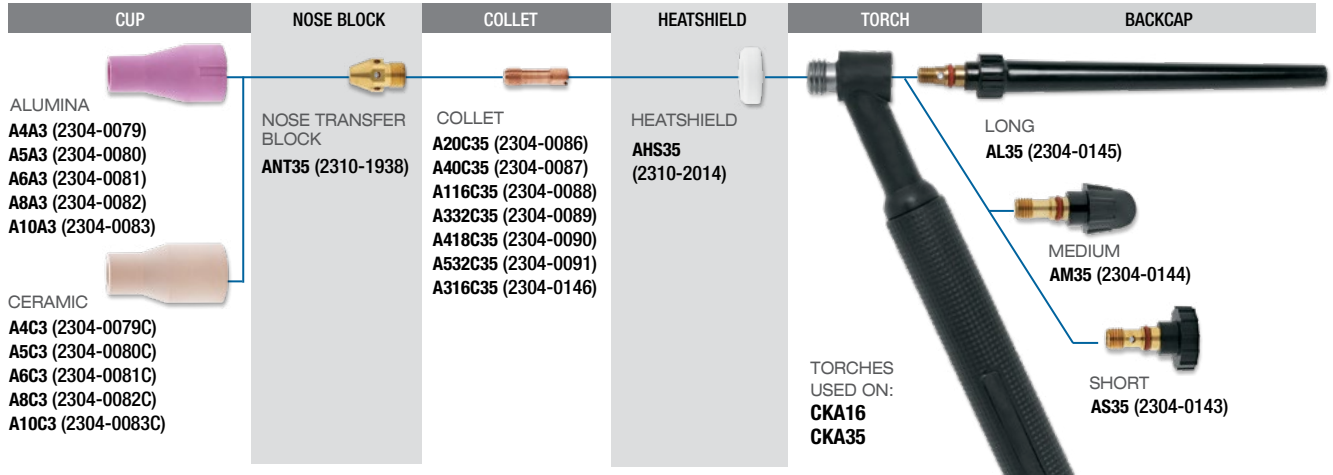 CUP
NOSE BLOCK
COLLET
HEATSHIELD
TORCH
BACKCAP
ALUMINA
A4A3 (2304-0079)
A5A3 (2304-0080)
A6A3 (2304-0081)
A8A3 (2304-0082)
A10A3 (2304-0083)
CERAMIC
A4C3 (2304-0079C)
A5C3 (2304-0080C)
A6C3 (2304-0081C)
A8C3 (2304-0082C)
A10C3 (2304-0083C)
NOSE TRANSFER
BLOCK
ANT35 (2310-1938)
COLLET
A20C35 (2304-0086)
A40C35 (2304-0087)
A116C35 (2304-0088)
A332C35 (2304-0089)
A418C35 (2304-0090)
A532C35 (2304-0091)
A316C35 (2304-0146)
HEATSHIELD
AHS35
(2310-2014)
TORCHES
USED ON:
CKA16
CKA35
LONG
AL35 (2304-0145)
MEDIUM
AM35 (2304-0144)
SHORT
AS35 (2304-0143)